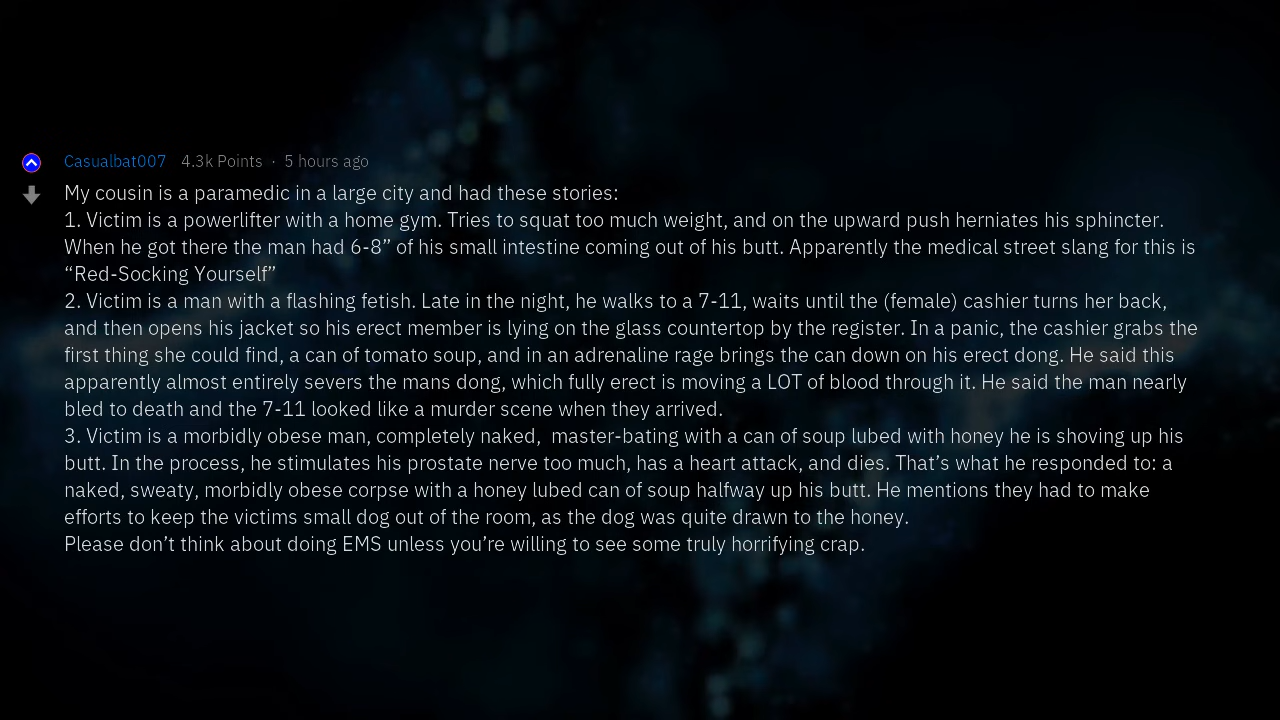 Casualbat007 4.3k Points · 5 hours ago
My cousin is a paramedic in a large city and had these stories:
1. Victim is a powerlifter with a home gym. Tries to squat too much weight, and on the upward push herniates his sphincter.
When he got there the man had 6-8” of his small intestine coming out of his butt. Apparently the medical street slang for this is
“Red-Socking Yourself”
2. Victim is a man with a flashing fetish. Late in the night, he walks to a 7-11, waits until the (female) cashier turns her back,
and then opens his jacket so his erect member is lying on the glass countertop by the register. In a panic, the cashier grabs the
first thing she could find, a can of tomato soup, and in an adrenaline rage brings the can down on his erect dong. He said this
apparently almost entirely severs the mans dong, which fully erect is moving a LOT of blood through it. He said the man nearly
bled to death and the 7-11 looked like a murder scene when they arrived.
3. Victim is a morbidly obese man, completely naked,  master-bating with a can of soup lubed with honey he is shoving up his
butt. In the process, he stimulates his prostate nerve too much, has a heart attack, and dies. That’s what he responded to: a
naked, sweaty, morbidly obese corpse with a honey lubed can of soup halfway up his butt. He mentions they had to make
efforts to keep the victims small dog out of the room, as the dog was quite drawn to the honey.
Please don’t think about doing EMS unless you’re willing to see some truly horrifying crap.